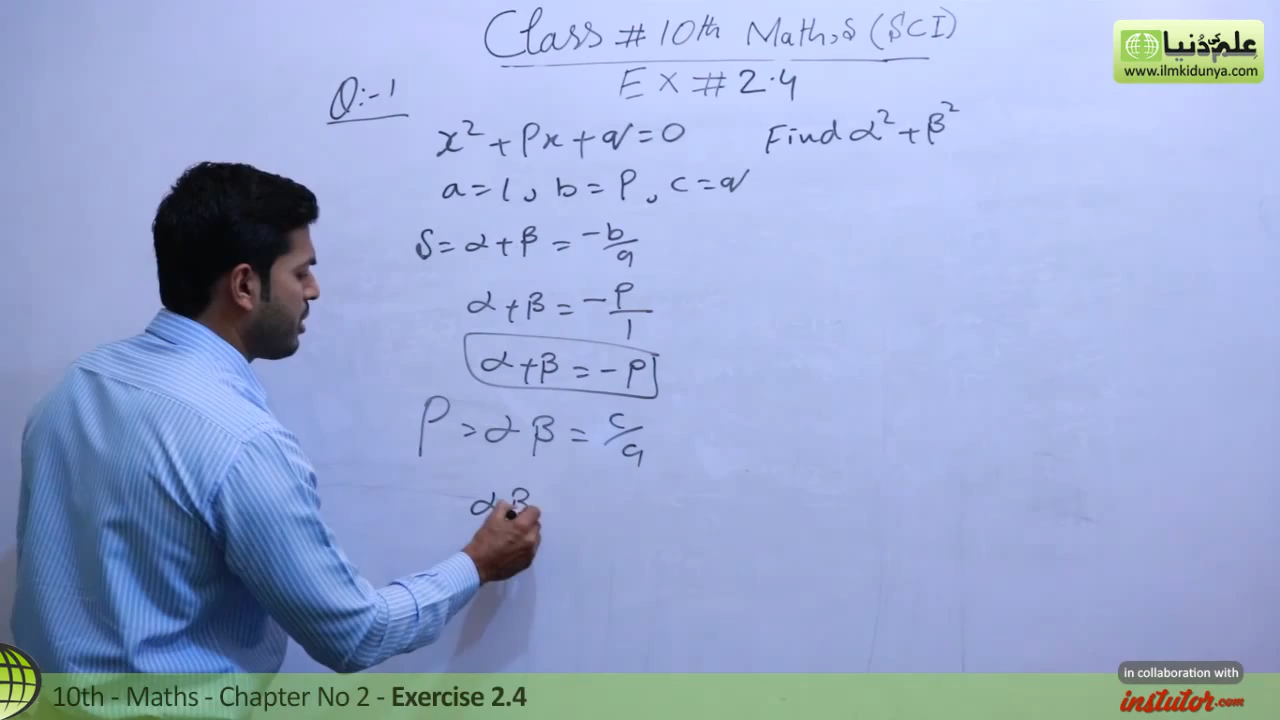 Class # 10th Maths (SCI)
علم کی دُنیا
www.ilmkidunya.com
EX # 2.4
Q:-1
x² + Px + q = 0 Find α² + β²
a = 1, b = P, c = q
S = α + β = -b/a
α + β = -P/1
α + β = -P
P = αβ = c/a
αβ
in collaboration with
instutor.com
10th - Maths - Chapter No 2 - Exercise 2.4